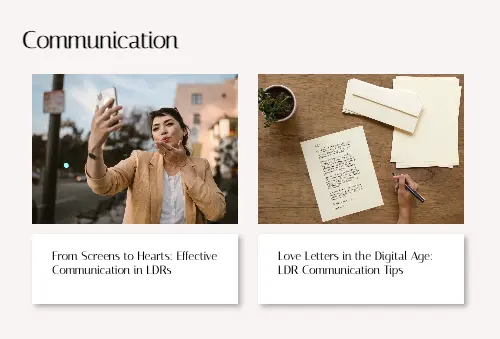 Communication
From Screens to Hearts: Effective
Communication in LDRs
Love Letters in the Digital Age:
LDR Communication Tips